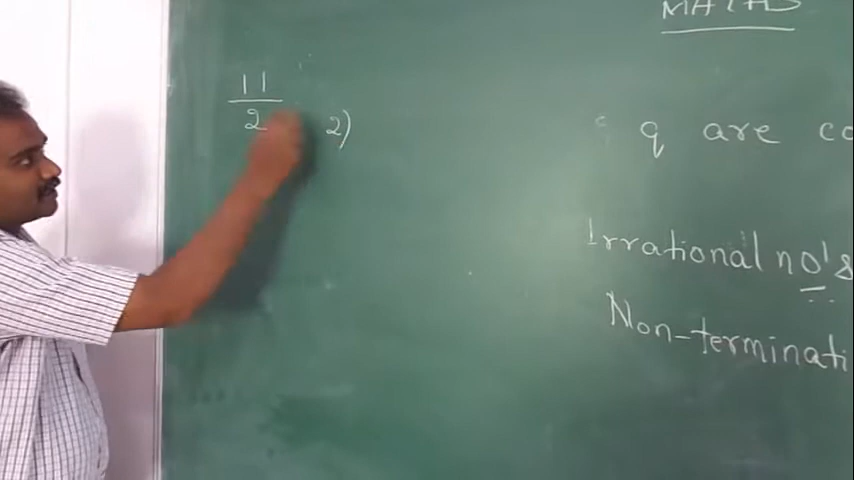 MATHS
11
2 2)
q are
Irrational no's
Non-terminati